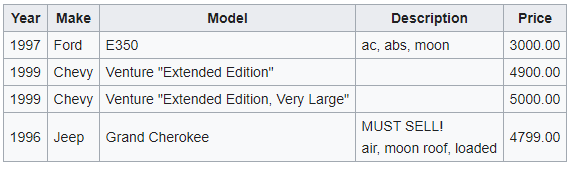 Year Make Model Description Price
1997 Ford E350 ac, abs, moon 3000.00
1999 Chevy Venture "Extended Edition" 4900.00
1999 Chevy Venture "Extended Edition, Very Large" 5000.00
1996 Jeep Grand Cherokee MUST SELL! 4799.00
air, moon roof, loaded